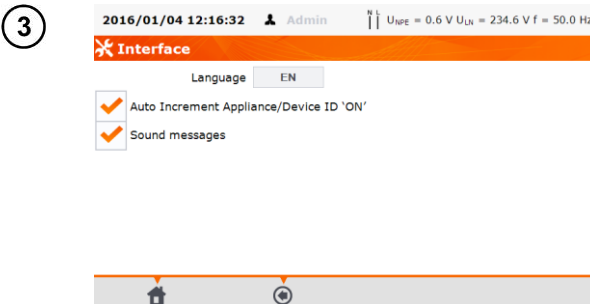 3
2016/01/04 12:16:32 Admin N L UNPE = 0.6 V ULN = 234.6 V f = 50.0 Hz
Interface
Language EN
Auto Increment Appliance/Device ID ‘ON’
Sound messages